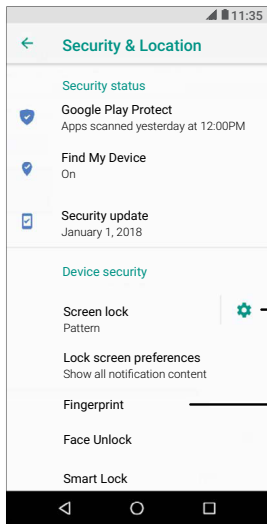 11:35
Security & Location
Security status
Google Play Protect
Apps scanned yesterday at 12:00PM
Find My Device
On
Security update
January 1, 2018
Device security
Screen lock
Pattern
Lock screen preferences
Show all notification content
Fingerprint
Face Unlock
Smart Lock